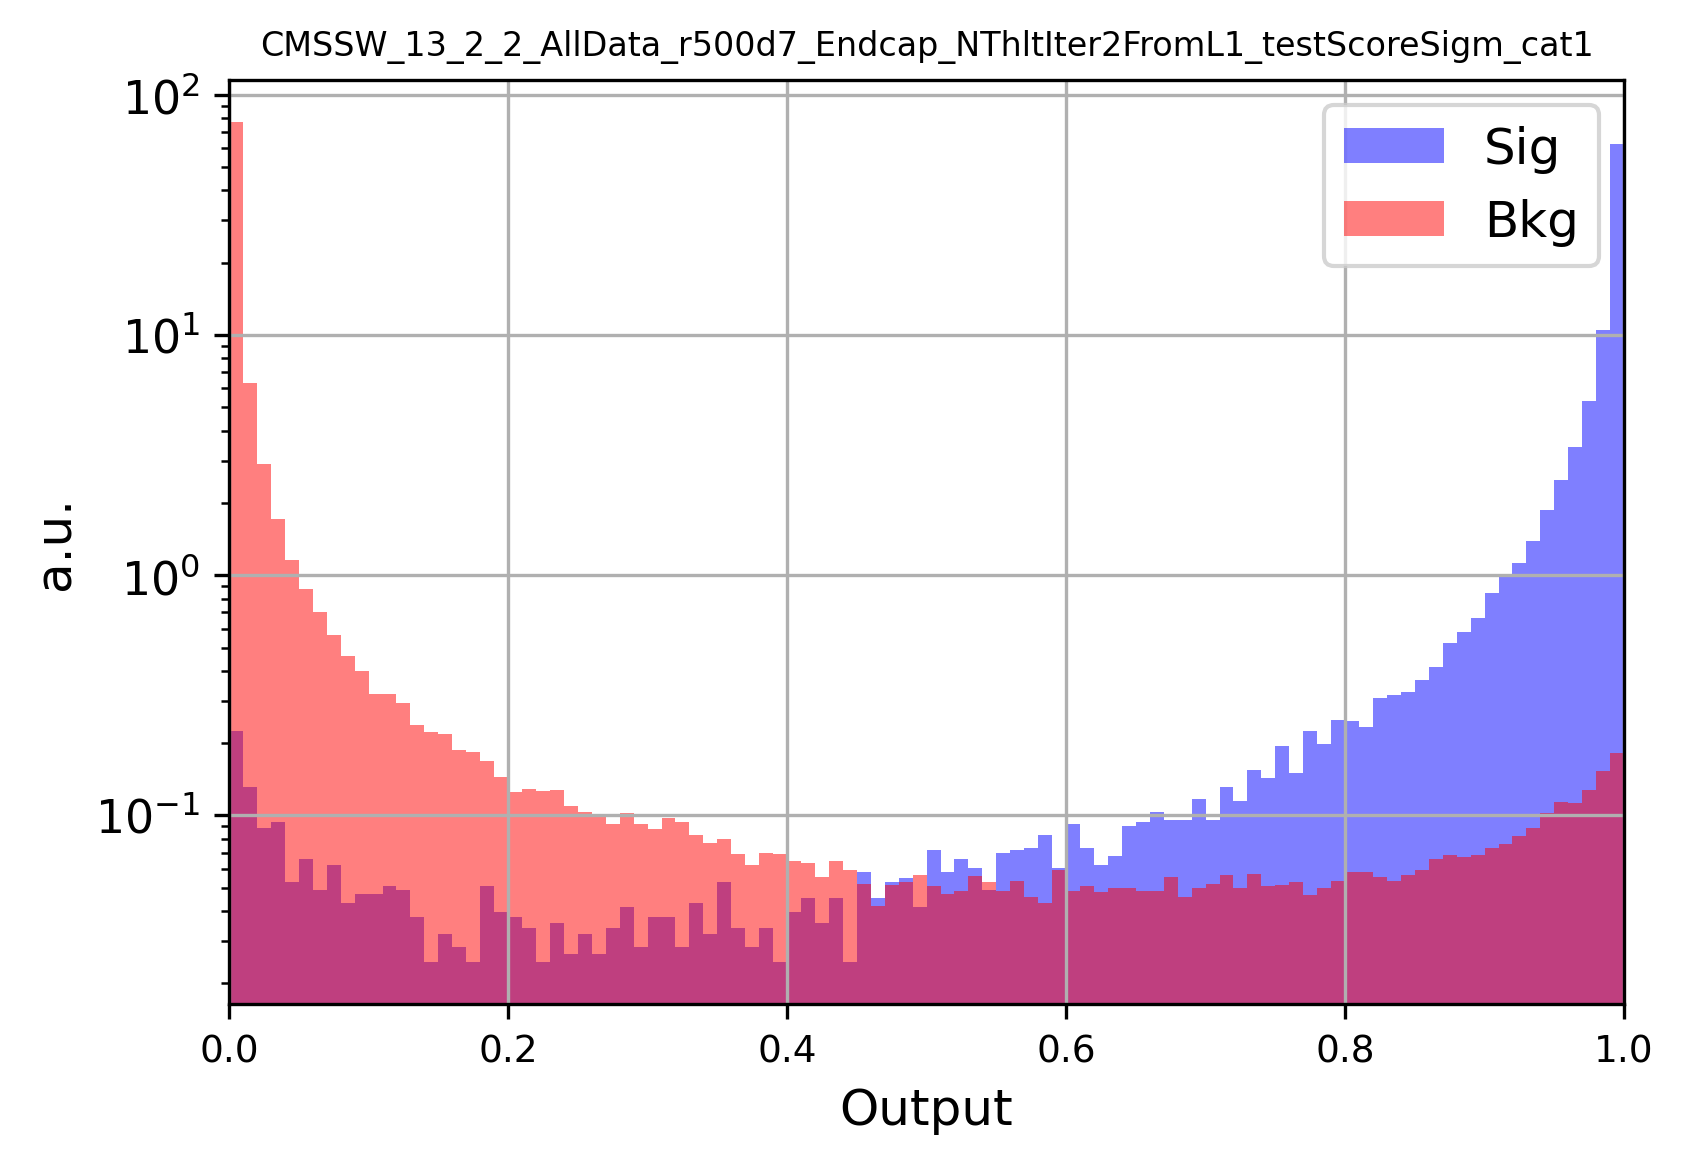 CMSSW_13_2_2_AllData_r500d7_Endcap_NThltIter2FromL1_testScoreSigm_cat1
10²
10¹
10⁰
10⁻¹
a.u.
Sig
Bkg
0.0 0.2 0.4 0.6 0.8 1.0
Output